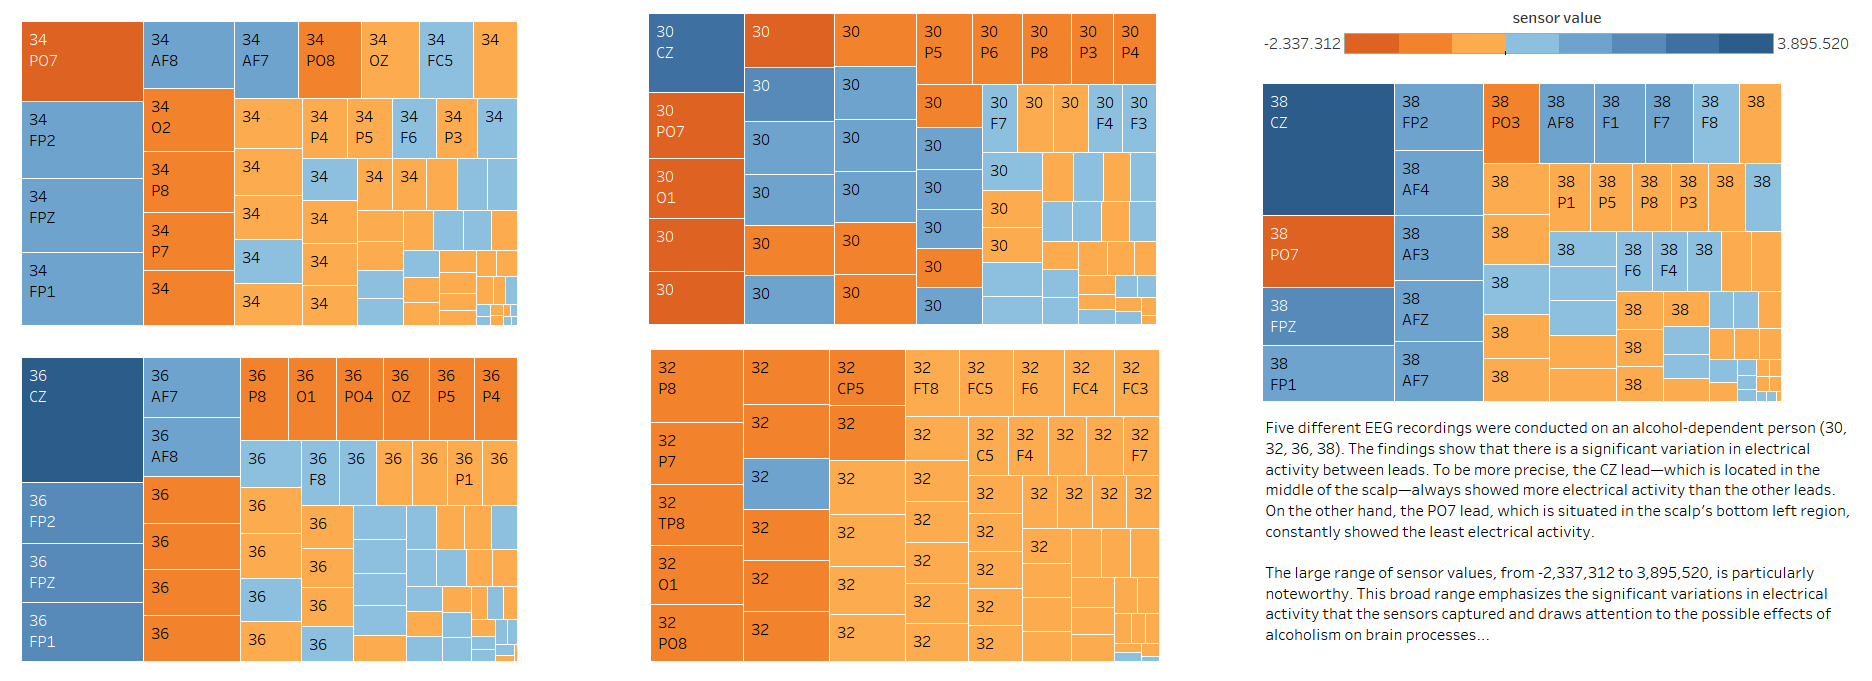 sensor value
-2.337.312 3.895.520
34 PO7
34 AF8
34 AF7
34 PO8
34 OZ
34 FC5
34
34 FP2
34 O2
34
34 P4
34 P5
34 F6
34 P3
34
34 P8
34
34
34
34
34 FPZ
34
34
34 P7
34
34
34 FP1
34
34
34
30 CZ
30
30
30 P5
30 P6
30 P8
30 P3
30 P4
30
30
30
30 F7
30
30
30 F4
30 F3
30 PO7
30
30
30
30
30 O1
30
30
30
30
30
30
30
30
30
30
30
30
30
30
38 CZ
38 FP2
38 PO3
38 AF8
38 F1
38 F7
38 F8
38
38 AF4
38
38 P1
38 P5
38 P8
38 P3
38
38
38 PO7
38 AF3
38
38
38 F6
38 F4
38
38 FPZ
38 AFZ
38
38
38
38
38
38 FP1
38 AF7
38
38
36 CZ
36 AF7
36 P8
36 O1
36 PO4
36 OZ
36 P5
36 P4
36 AF8
36
36 F8
36
36
36
36 P1
36
36 FP2
36
36
36
36
36
36
36 FPZ
36
36
36
36 FP1
36
36
36
32 P8
32
32 CP5
32 FT8
32 FC5
32 F6
32 FC4
32 FC3
32
32
32
32 C5
32 F4
32
32
32 F7
32 P7
32
32
32
32
32
32
32
32
32 TP8
32
32
32
32
32
32 O1
32
32
32
32
32 PO8
32
32
32
32
32
Five different EEG recordings were conducted on an alcohol-dependent person (30,
32, 36, 38). The findings show that there is a significant variation in electrical
activity between leads. To be more precise, the CZ lead—which is located in the
middle of the scalp—always showed more electrical activity than the other leads.
On the other hand, the PO7 lead, which is situated in the scalp's bottom left region,
constantly showed the least electrical activity.
The large range of sensor values, from -2,337,312 to 3,895,520, is particularly
noteworthy. This broad range emphasizes the significant variations in electrical
activity that the sensors captured and draws attention to the possible effects of
alcoholism on brain processes...